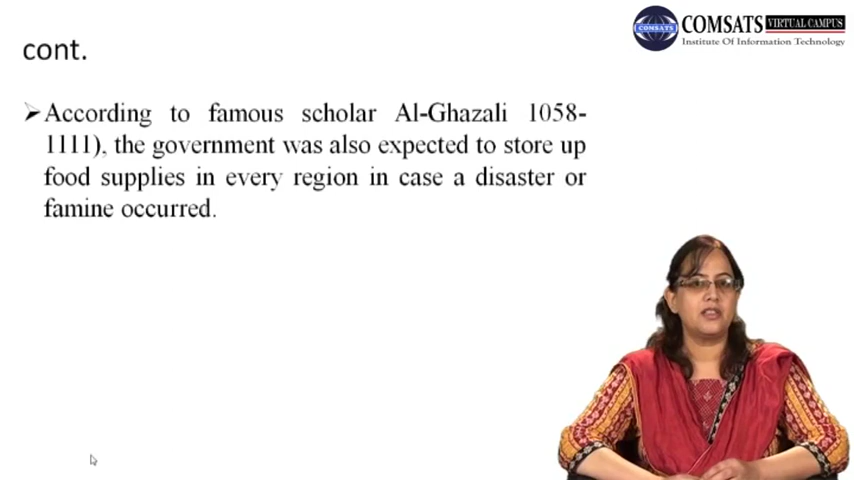 COMSATS VIRTUAL CAMPUS
COMSATS
Institute Of Information Technology
cont.
According to famous scholar Al-Ghazali 1058-
1111), the government was also expected to store up
food supplies in every region in case a disaster or
famine occurred.